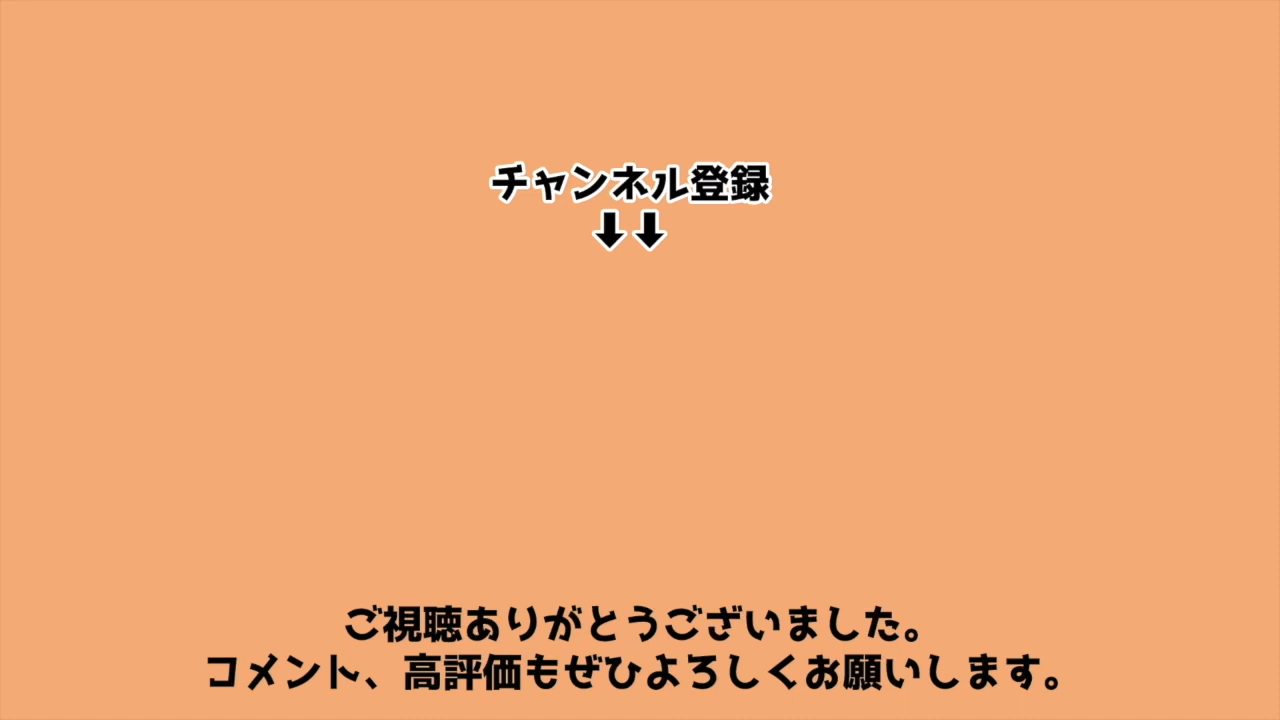 チャンネル登録
⬇⬇
ご視聴ありがとうございました。
コメント、高評価もぜひよろしくお願いします。